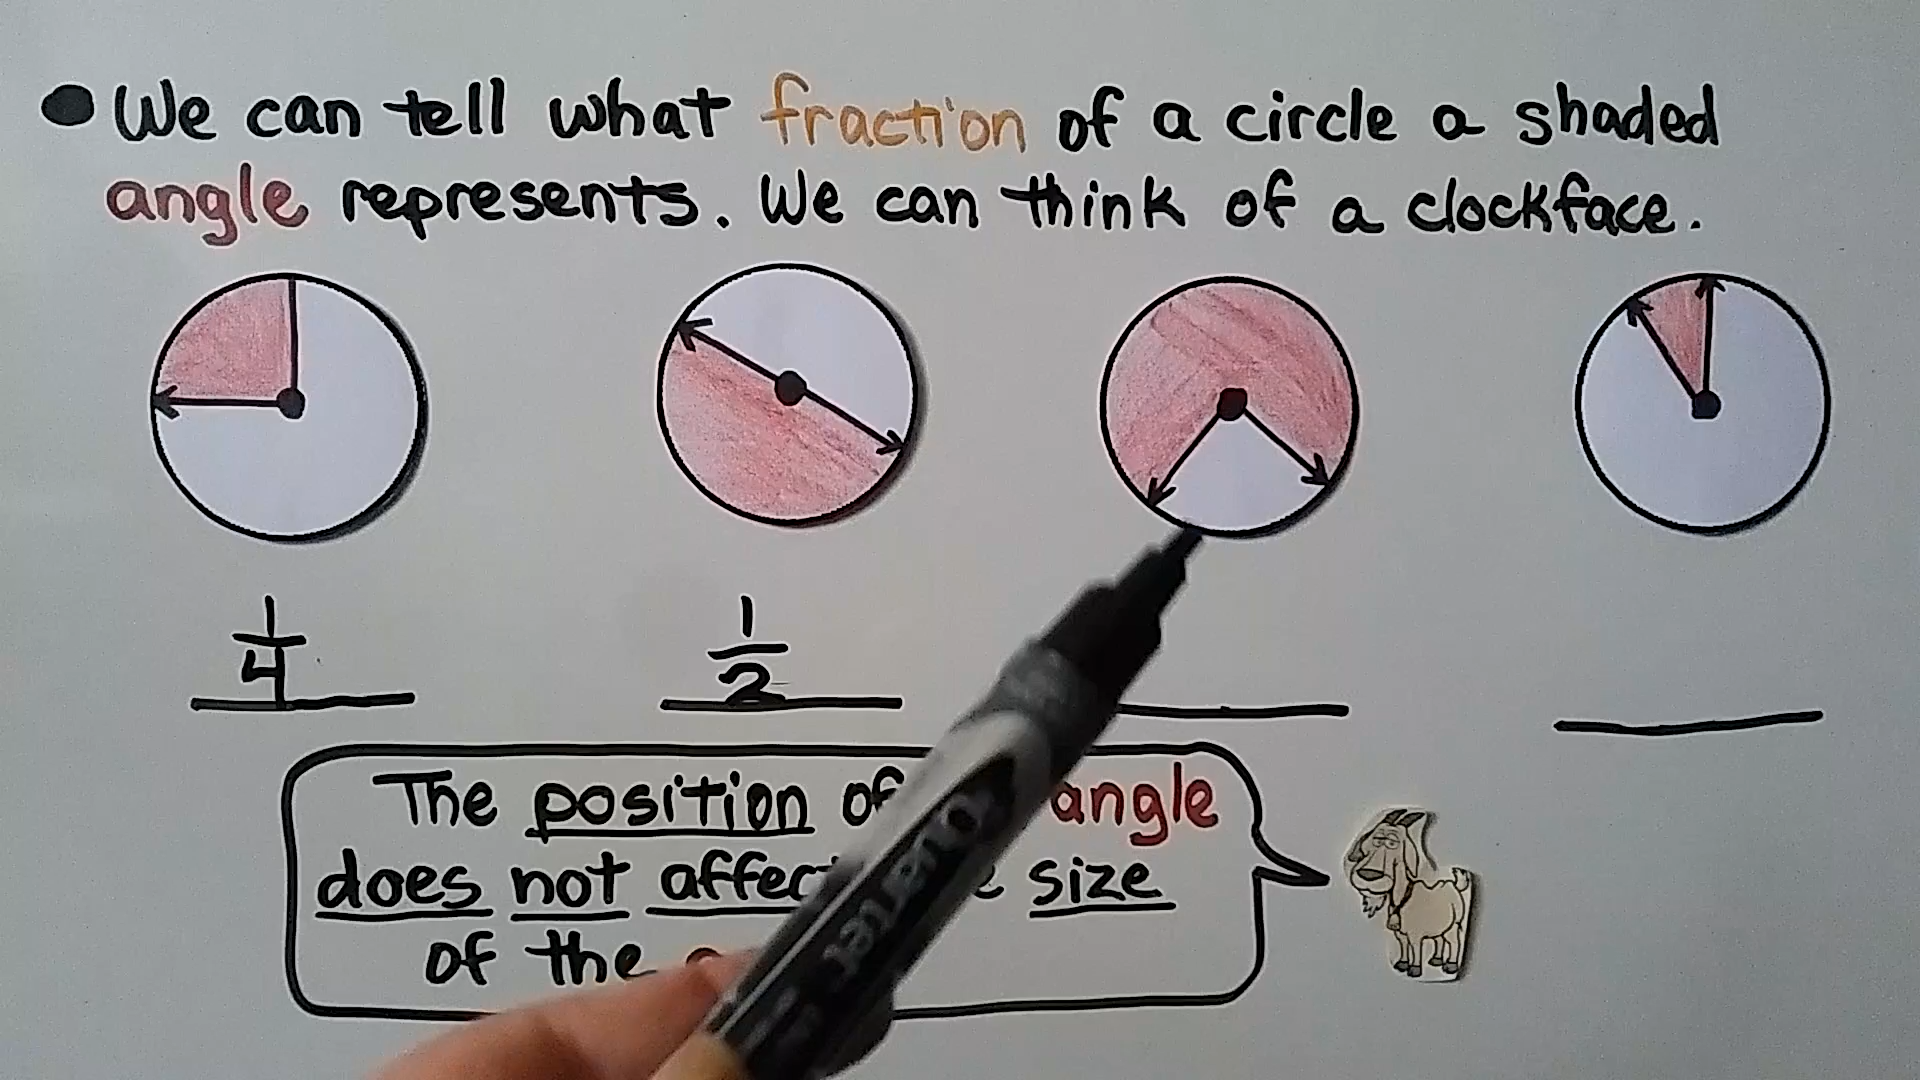 We can tell what fraction of a circle a shaded
angle represents. We can think of a clockface.
1/4
1/2
The position of angle
does not affec size
of the
Quartet